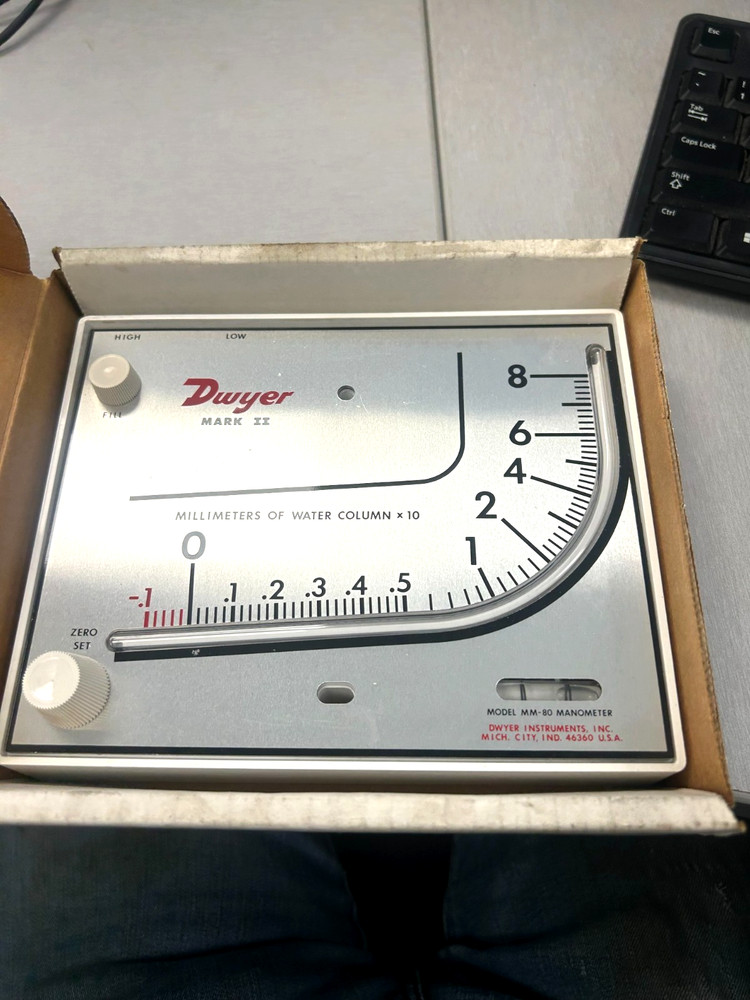 Esc
Tab
Caps Lock
Shift
Ctrl
HIGH
LOW
FILL
Dwyer
MARK II
8
6
4
2
1
MILLIMETERS OF WATER COLUMN × 10
0
-.1
.1 .2 .3 .4 .5
ZERO
SET
MODEL MM-80 MANOMETER
DWYER INSTRUMENTS, INC.
MICH. CITY, IND. 46360 U.S.A.